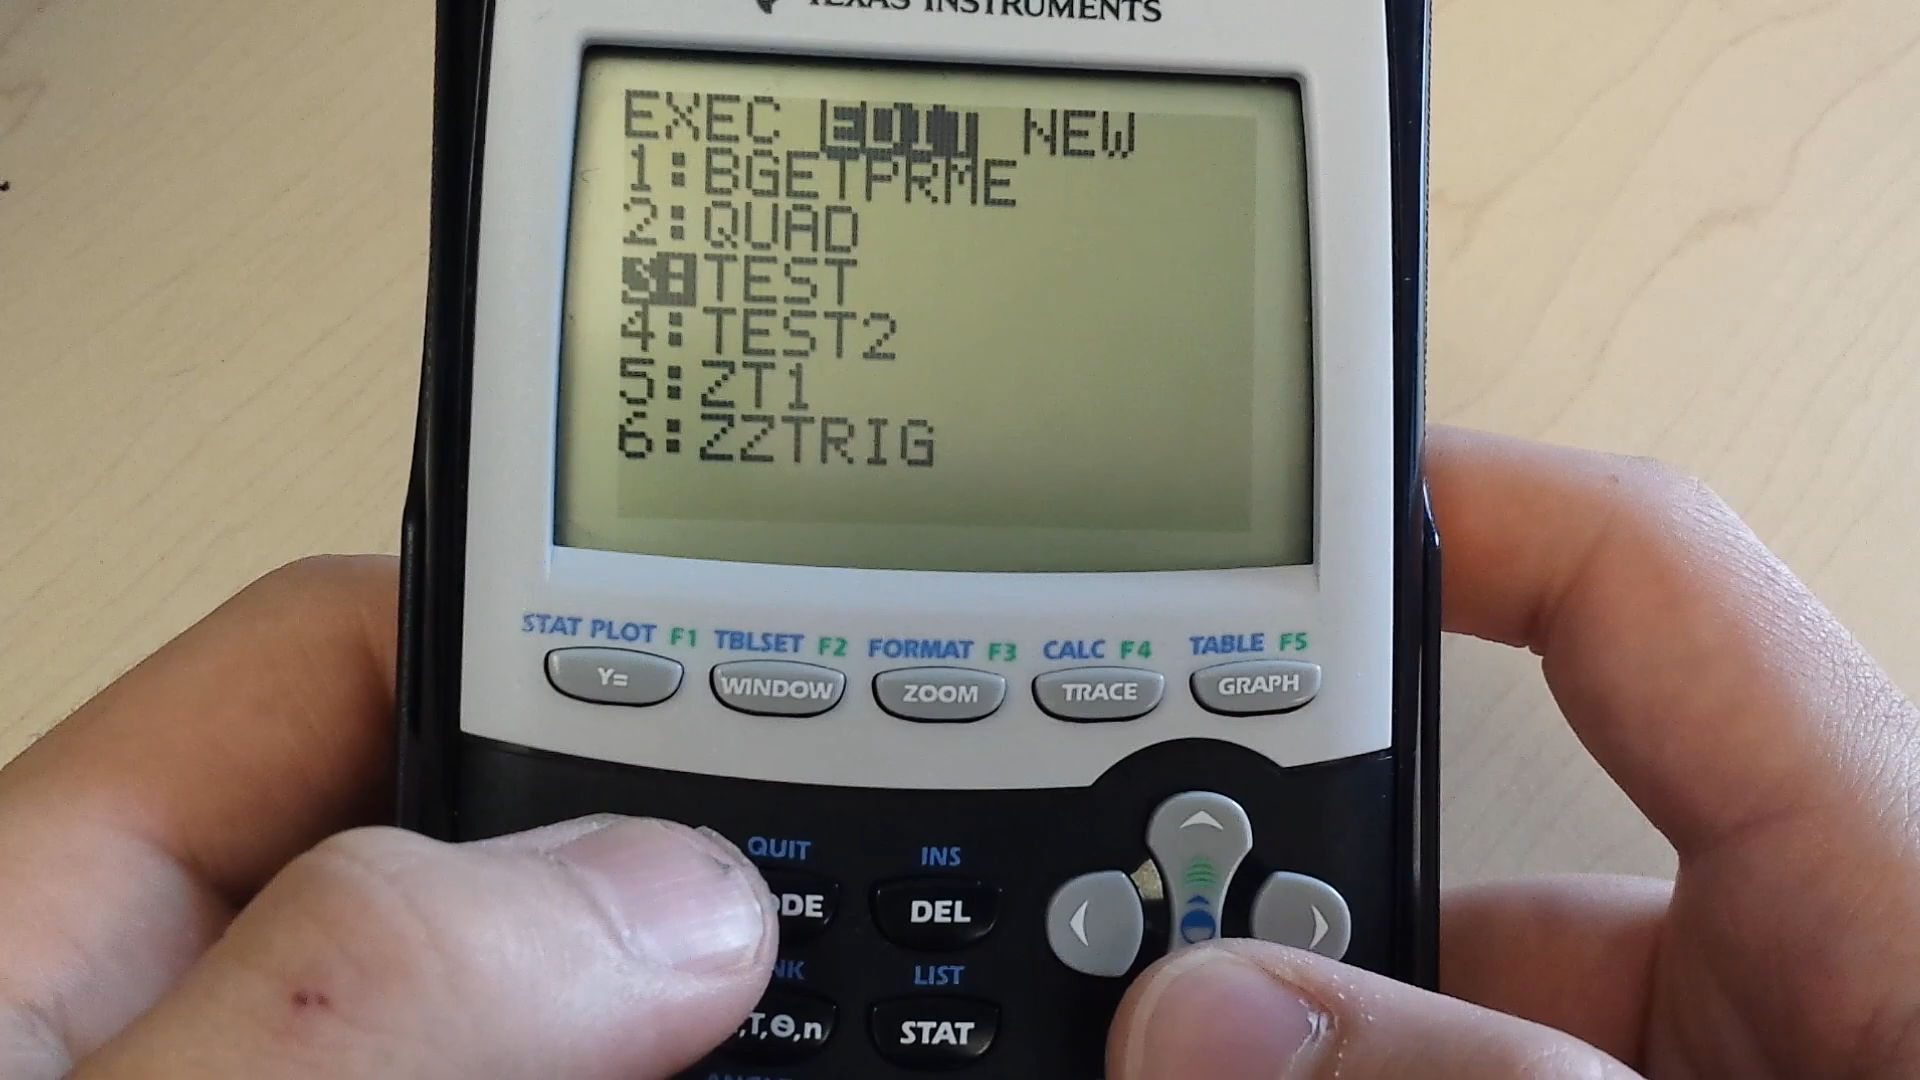 TEXAS INSTRUMENTS
EXEC EDIT NEW
1:BGETPRME
2:QUAD
3:TEST
4:TEST2
5:ZT1
6:ZZTRIG
STAT PLOT F1 TBLSET F2 FORMAT F3 CALC F4 TABLE F5
Y= WINDOW ZOOM TRACE GRAPH
QUIT INS
DEL
LIST
STAT